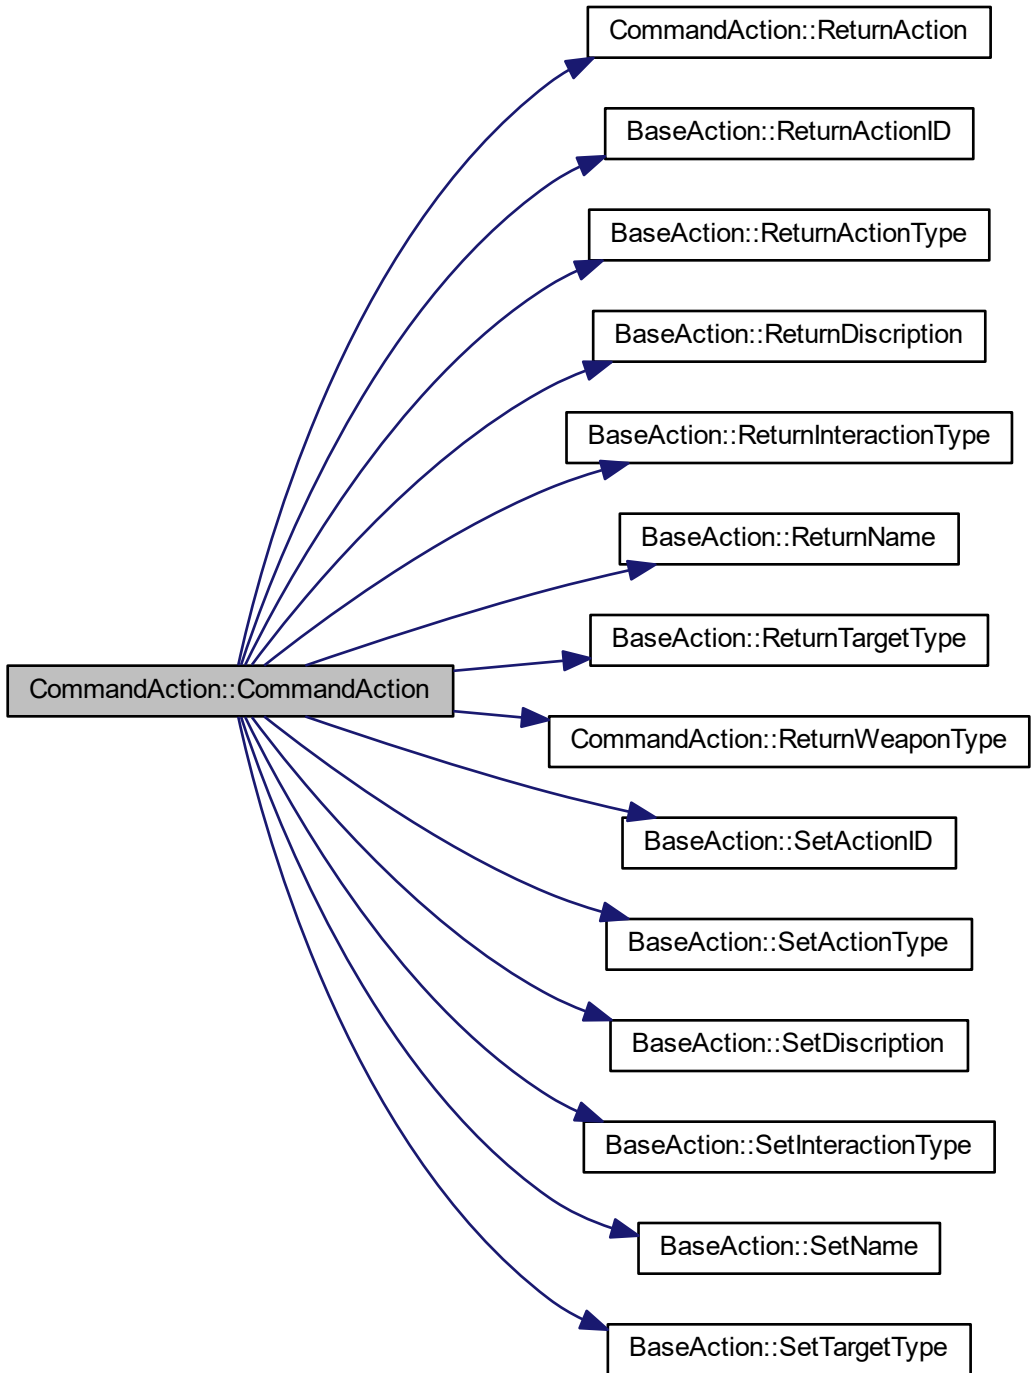 CommandAction::ReturnAction
BaseAction::ReturnActionID
BaseAction::ReturnActionType
BaseAction::ReturnDiscription
BaseAction::ReturnInteractionType
BaseAction::ReturnName
BaseAction::ReturnTargetType
CommandAction::CommandAction
CommandAction::ReturnWeaponType
BaseAction::SetActionID
BaseAction::SetActionType
BaseAction::SetDiscription
BaseAction::SetInteractionType
BaseAction::SetName
BaseAction::SetTargetType